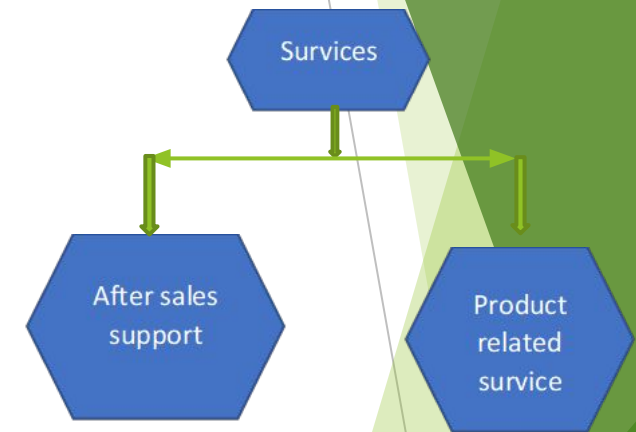 Survices
After sales
support
Product
related
survice